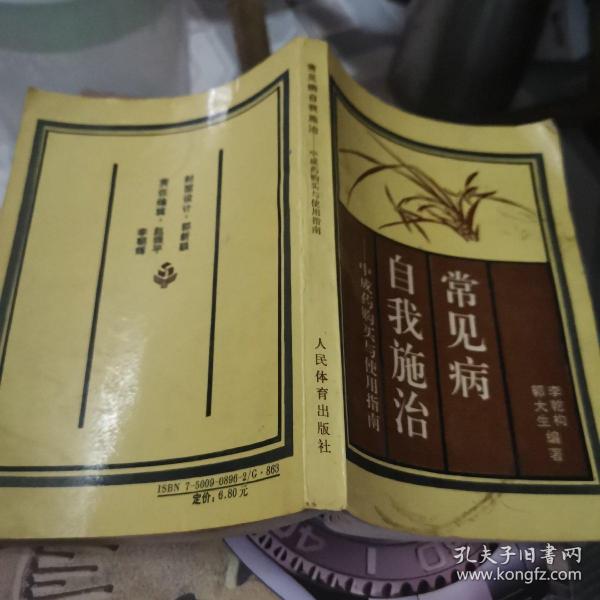 常见病
自我施治
——中成药购买与使用指南
李乾构
郭大生 编著
常见病自我施治
——中成药购买与使用指南
人民体育出版社
封面设计：郭新联
责任编辑：
李朝晖
ISBN 7-5009-0896-2/G·863
定价：6.80元
孔夫子旧书网
www.kongfz.com